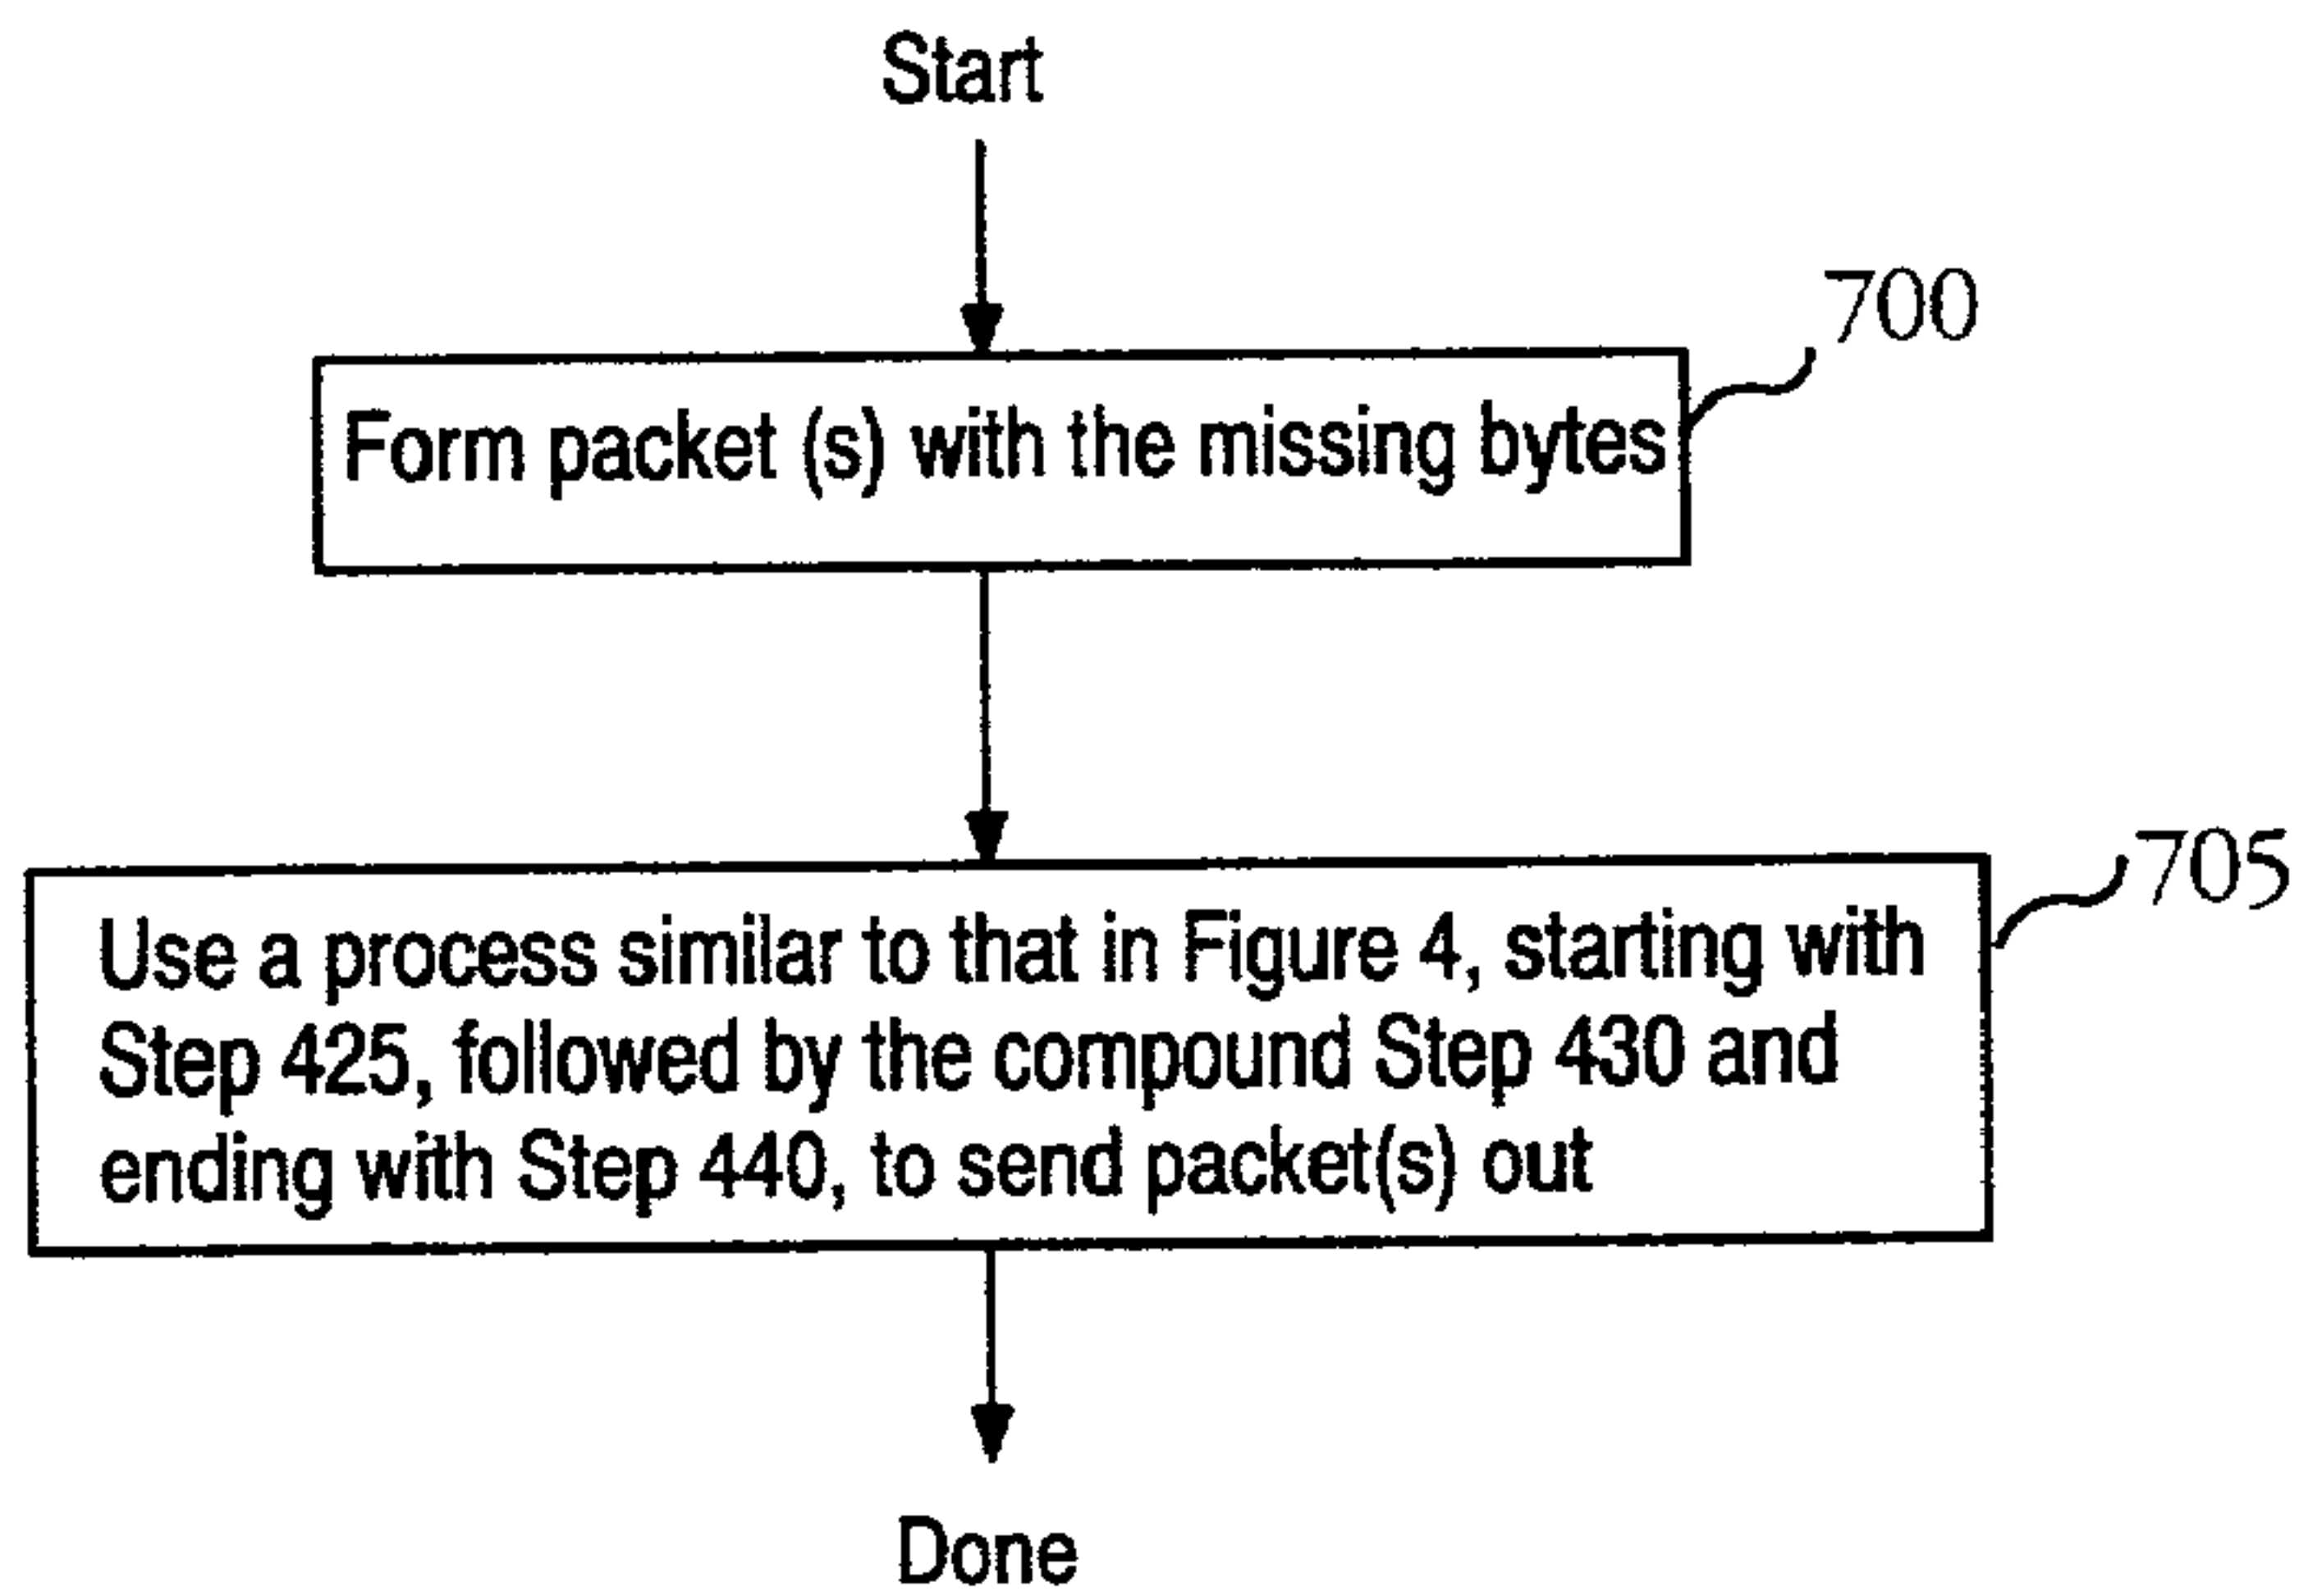 Start
700
Form packet (s) with the missing bytes
705
Use a process similar to that in Figure 4, starting with
Step 425, followed by the compound Step 430 and
ending with Step 440, to send packet(s) out
Done